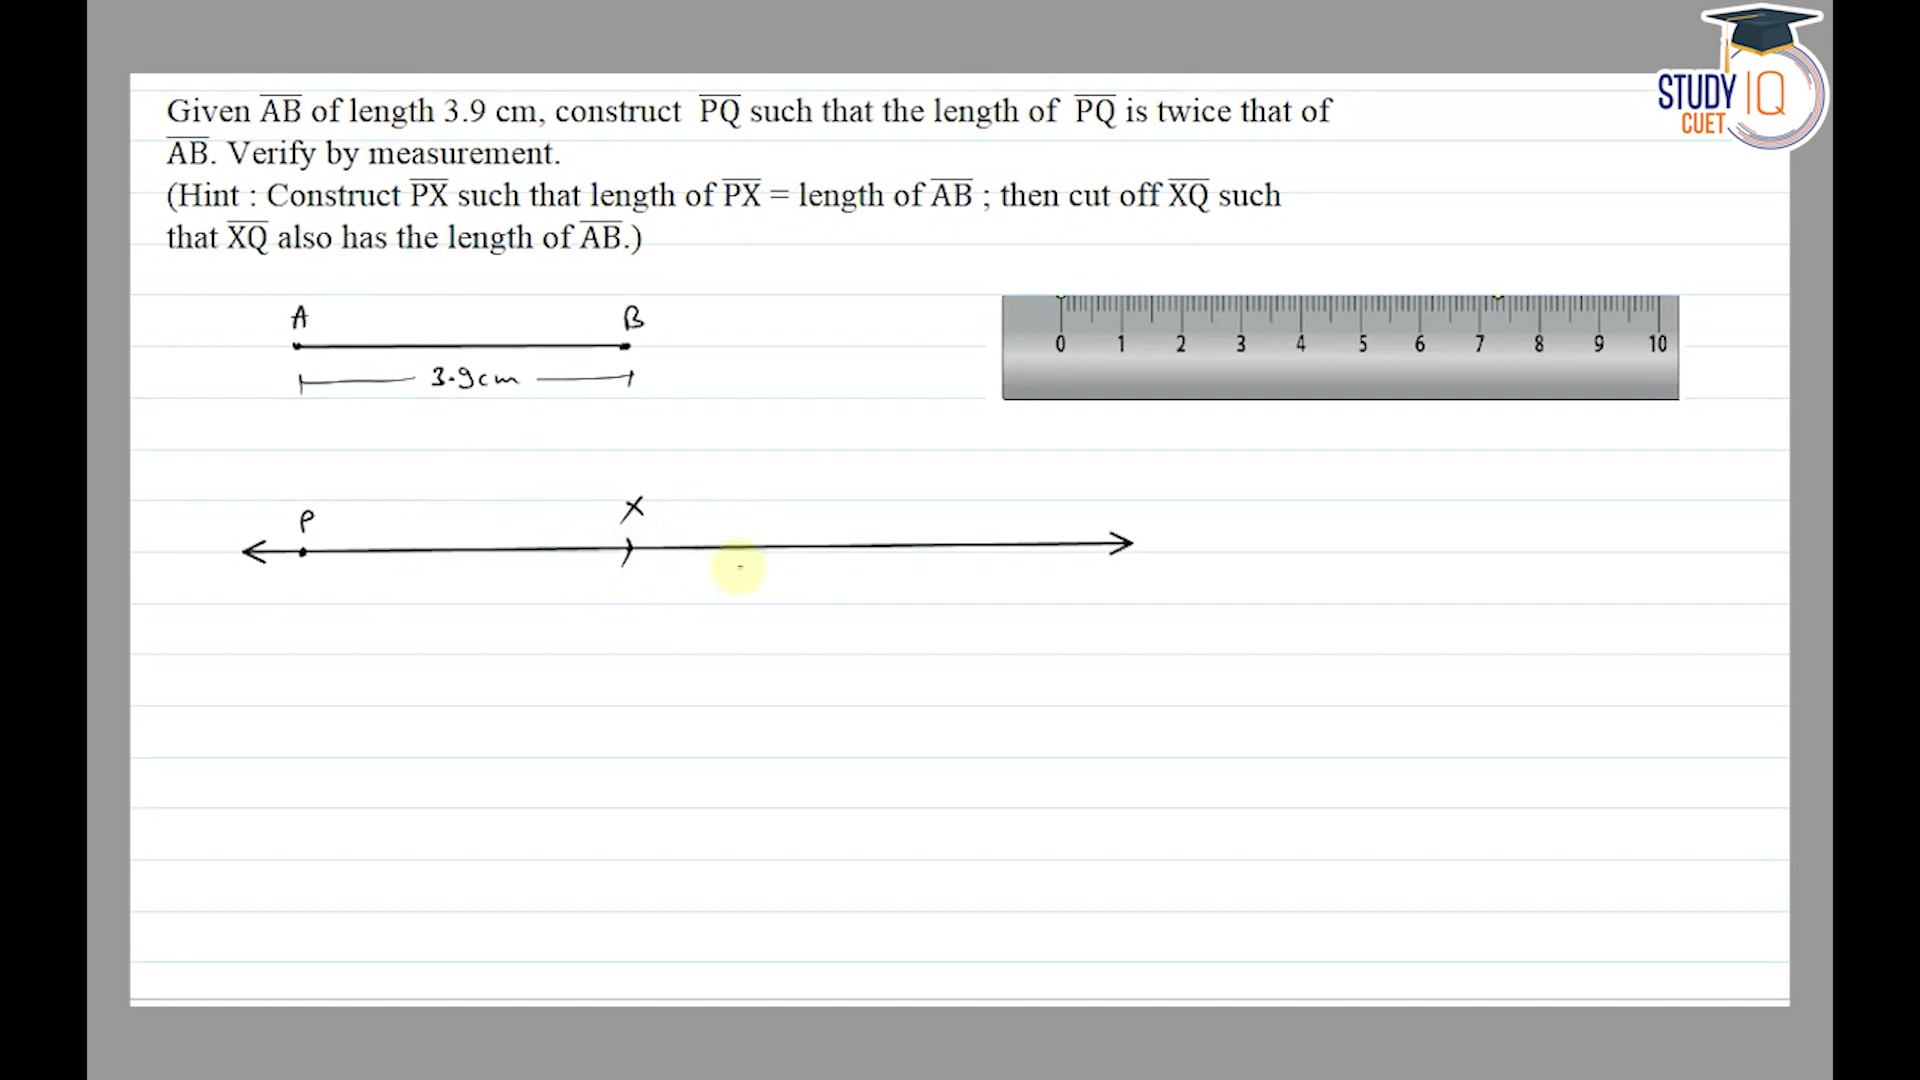 STUDY IQ
CUET
Given AB of length 3.9 cm, construct PQ such that the length of PQ is twice that of
AB. Verify by measurement.
(Hint : Construct PX such that length of PX = length of AB ; then cut off XQ such
that XQ also has the length of AB.)
A B
3.9cm
0 1 2 3 4 5 6 7 8 9 10
P X